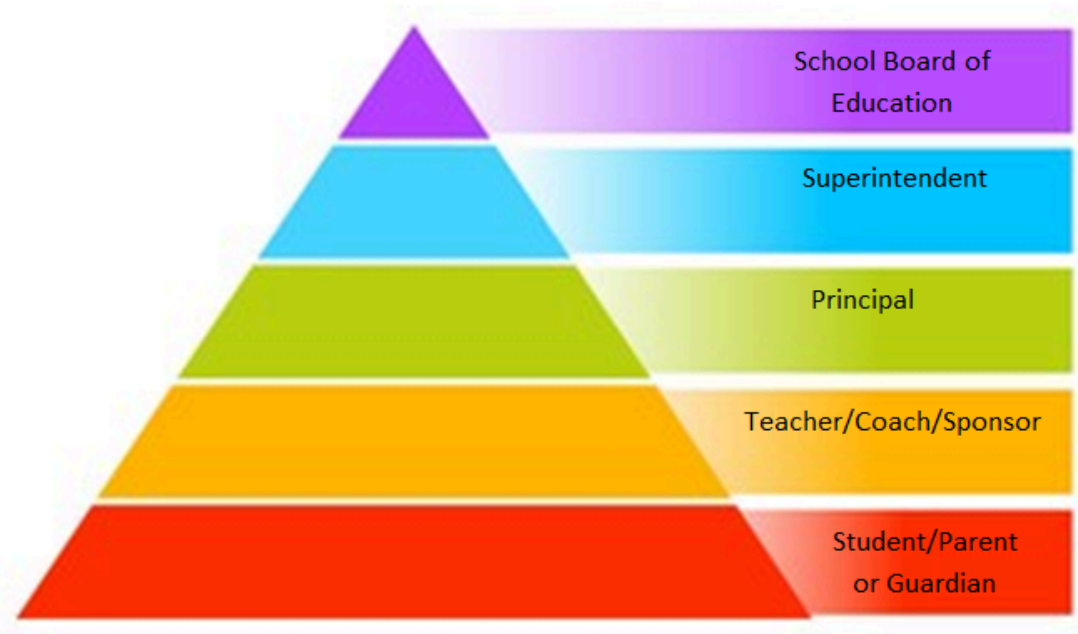 School Board of
Education
Superintendent
Principal
Teacher/Coach/Sponsor
Student/Parent
or Guardian